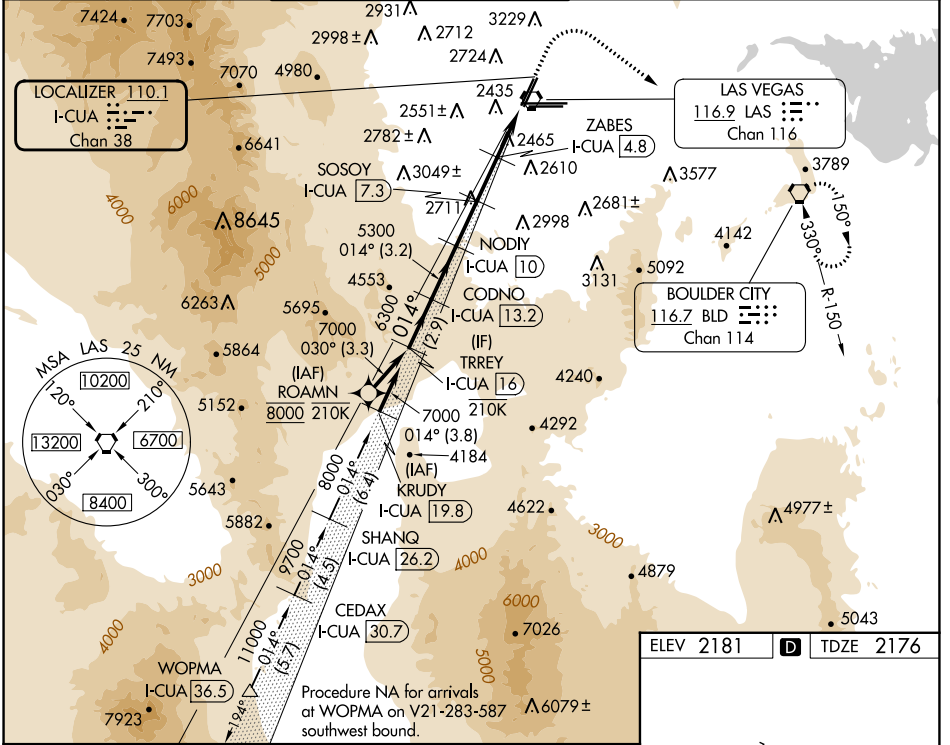 7424
7703
7493
7070
4980
2931
2998±
2712
2724
3229
2435
2551±
2782±
LOCALIZER 110.1
I-CUA
Chan 38
LAS VEGAS
116.9 LAS
Chan 116
ZABES
I-CUA 4.8
2465
2610
6641
3049±
SOSOY
I-CUA 7.3
2711
3577
3789
2681±
2998
4142
150°
330°
R-150
4000
6000
8645
5000
5300
014° (3.2)
NODIY
I-CUA 10
3131
5092
BOULDER CITY
116.7 BLD
Chan 114
4553
6263
5695
6300
014°
(2.9)
CODNO
I-CUA 13.2
7000
030° (3.3)
(IF)
TRREY
I-CUA 16
210K
5864
(IAF)
ROAMN
8000 210K
4240
MSA LAS 25 NM
10200
120°
210°
13200
6700
030°
300°
8400
5152
7000
014° (3.8)
4292
4184
(IAF)
KRUDY
I-CUA 19.8
8000
014°
(6.4)
5643
5882
4622
4977±
3000
SHANQ
I-CUA 26.2
9700
014°
(4.5)
4000
3000
4879
CEDAX
I-CUA 30.7
6000
7026
5043
11000
014°
(5.7)
4000
5000
WOPMA
I-CUA 36.5
194°
7923
Procedure NA for arrivals
at WOPMA on V21-283-587
southwest bound.
6079±
ELEV 2181
D
TDZE 2176